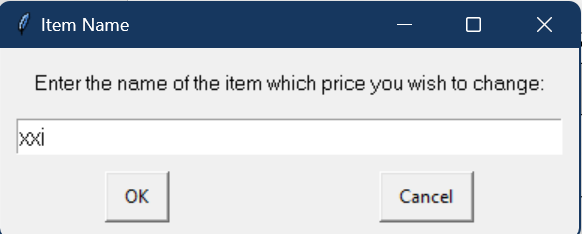 Item Name
Enter the name of the item which price you wish to change:
xxi
OK Cancel